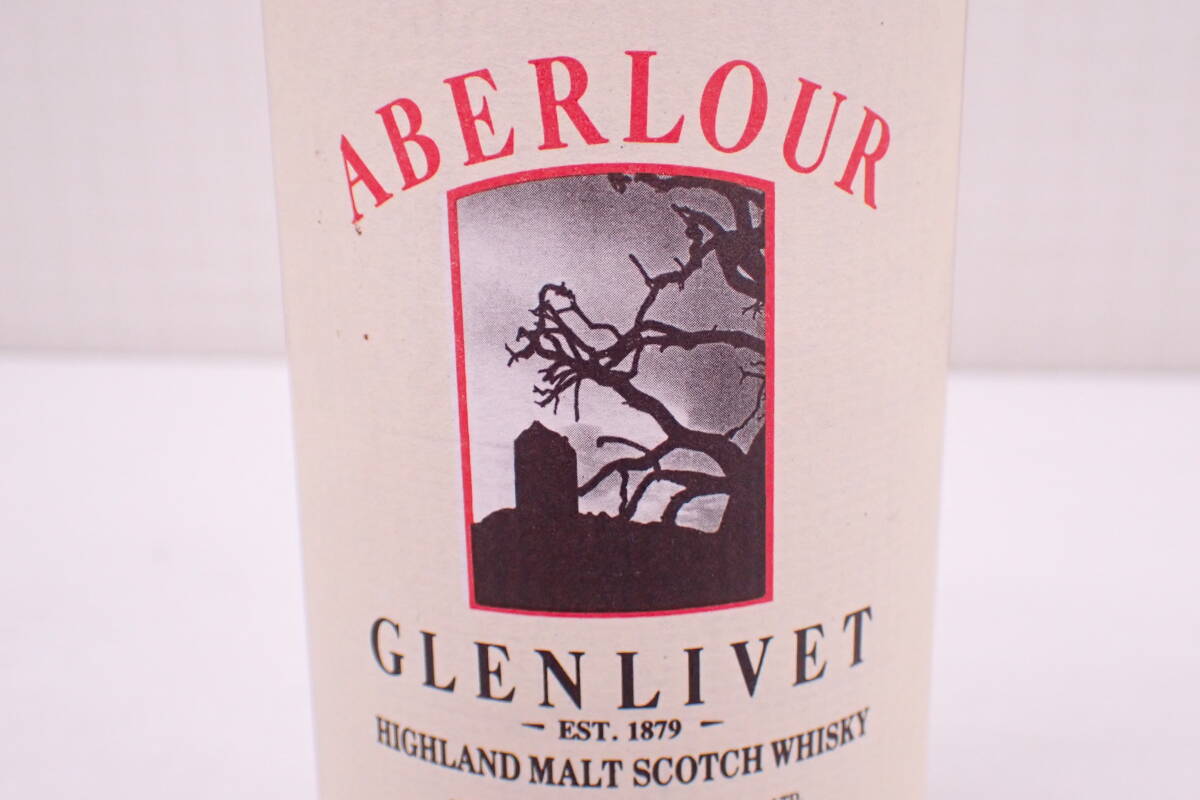 ABERLOUR
GLENLIVET
- EST. 1879 -
HIGHLAND MALT SCOTCH WHISKY